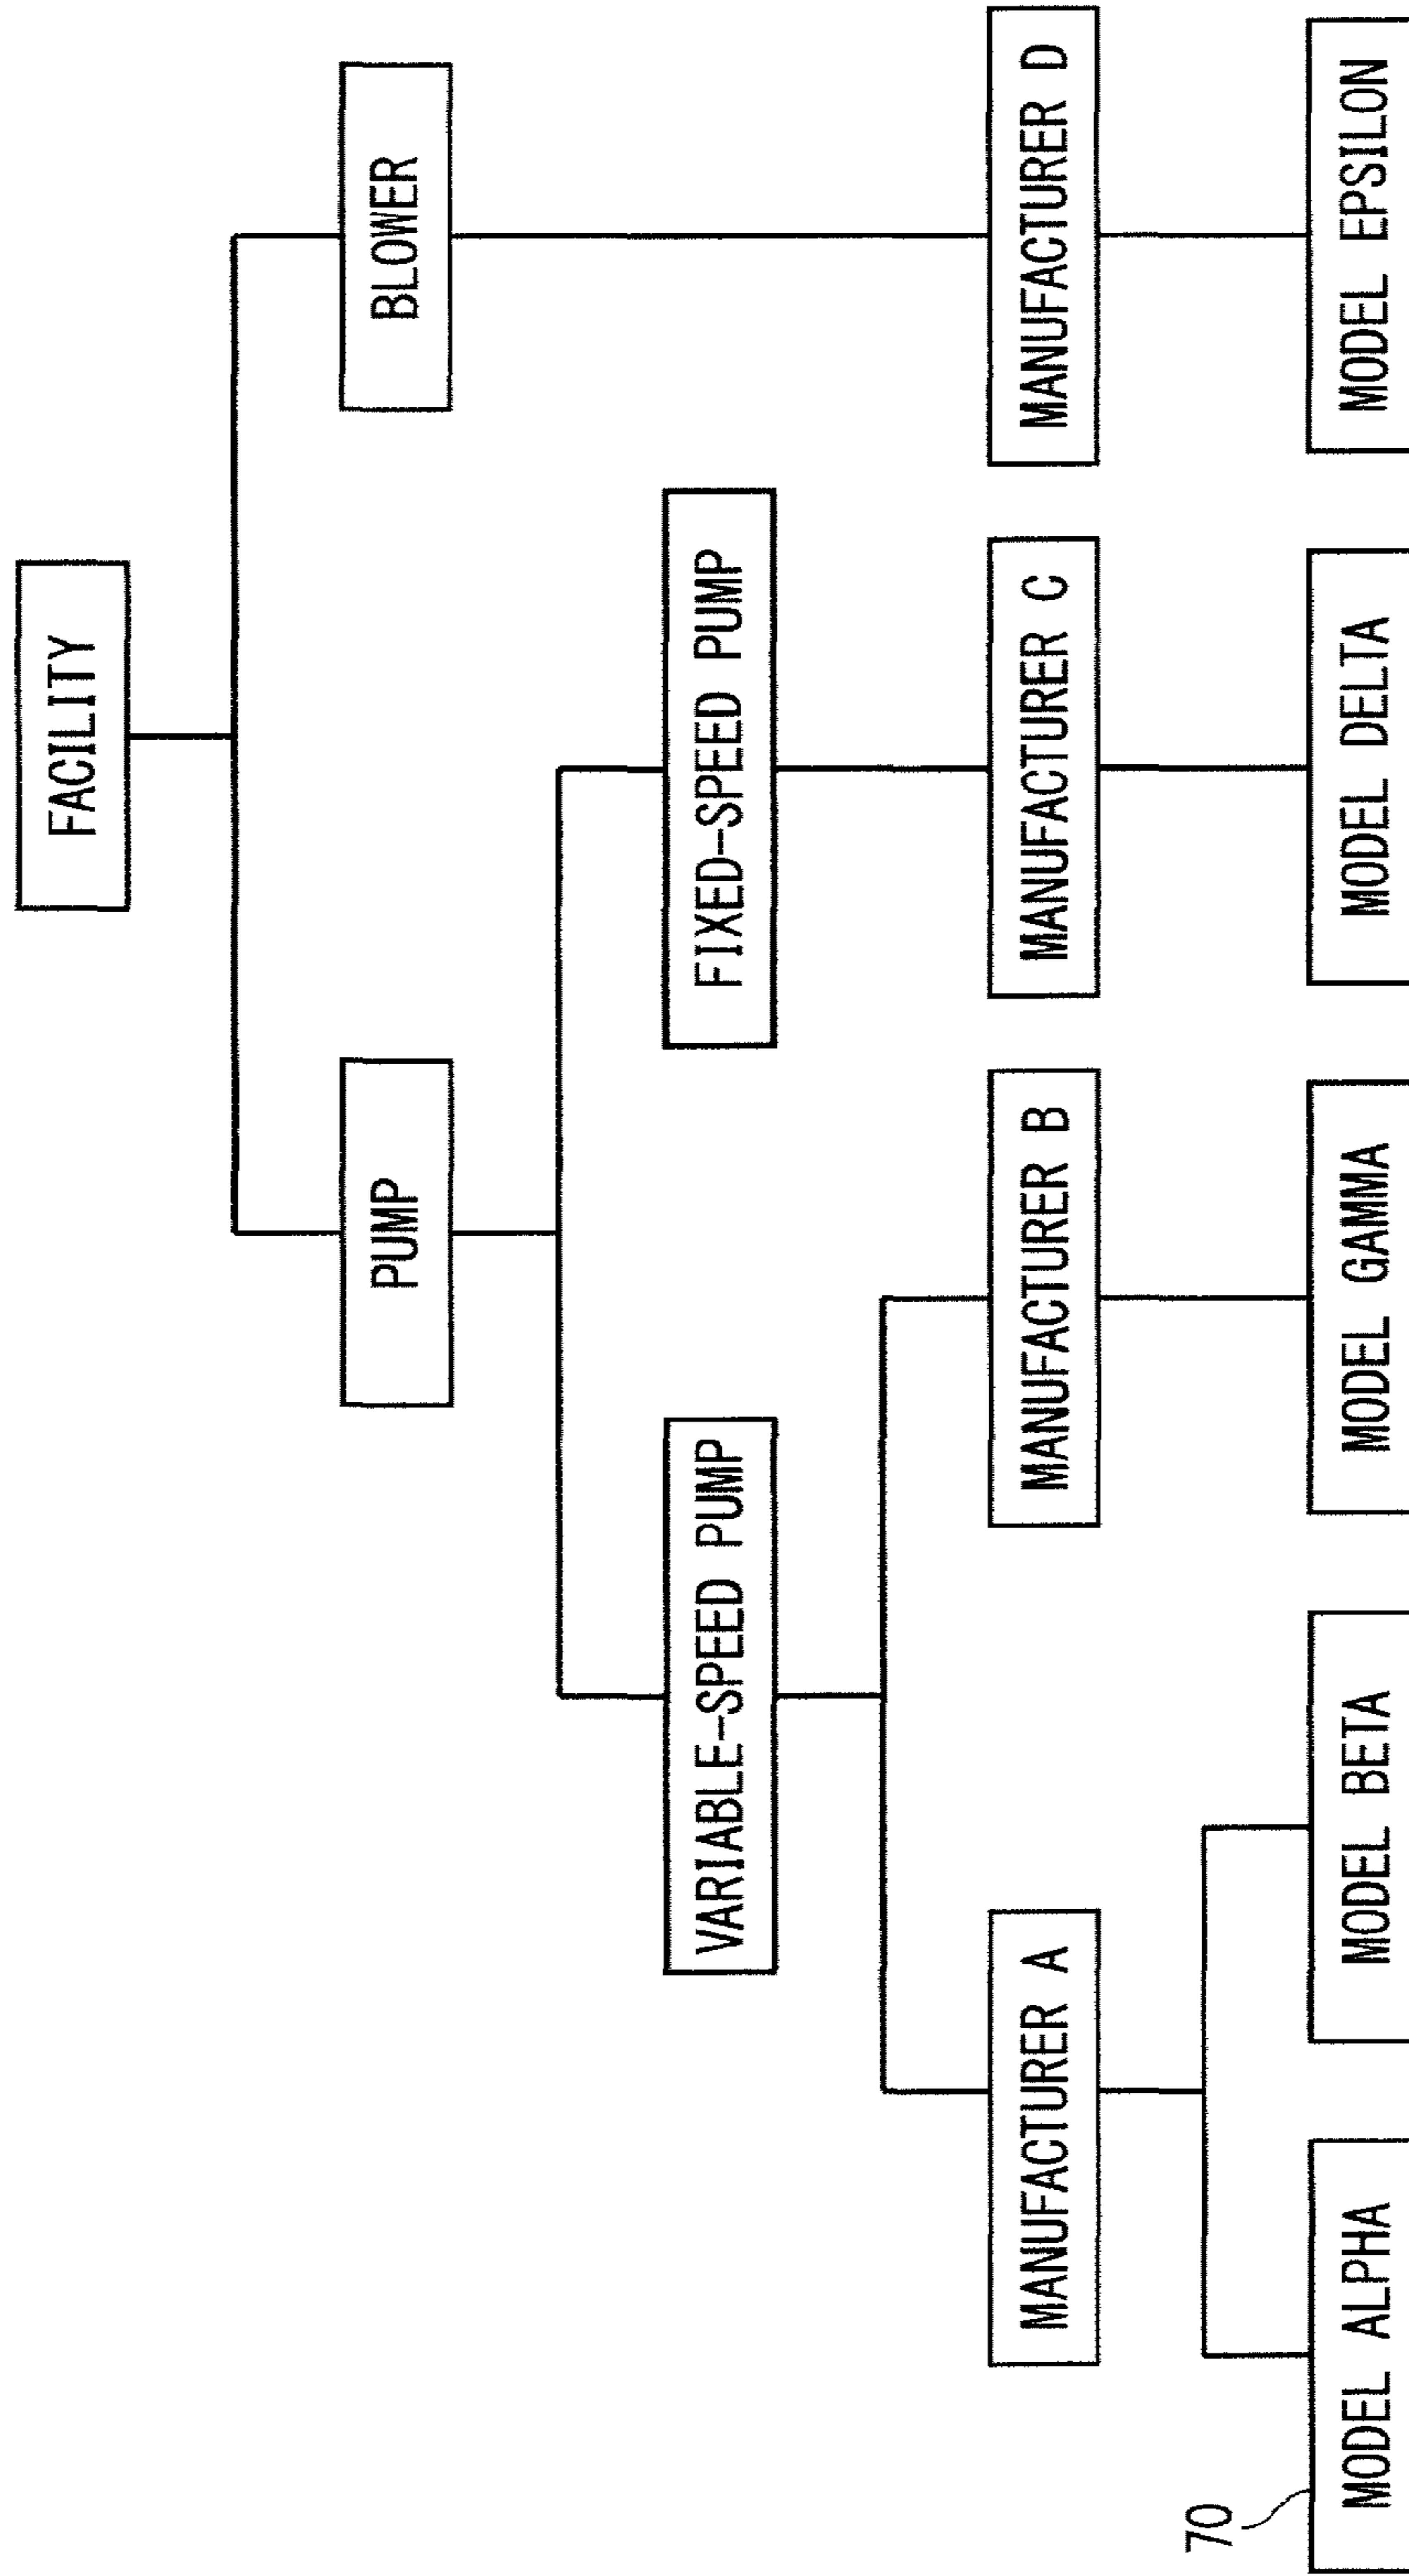 FACILITY
PUMP
BLOWER
VARIABLE-SPEED PUMP
FIXED-SPEED PUMP
MANUFACTURER A
MANUFACTURER B
MANUFACTURER C
MANUFACTURER D
70
MODEL ALPHA
MODEL BETA
MODEL GAMMA
MODEL DELTA
MODEL EPSILON